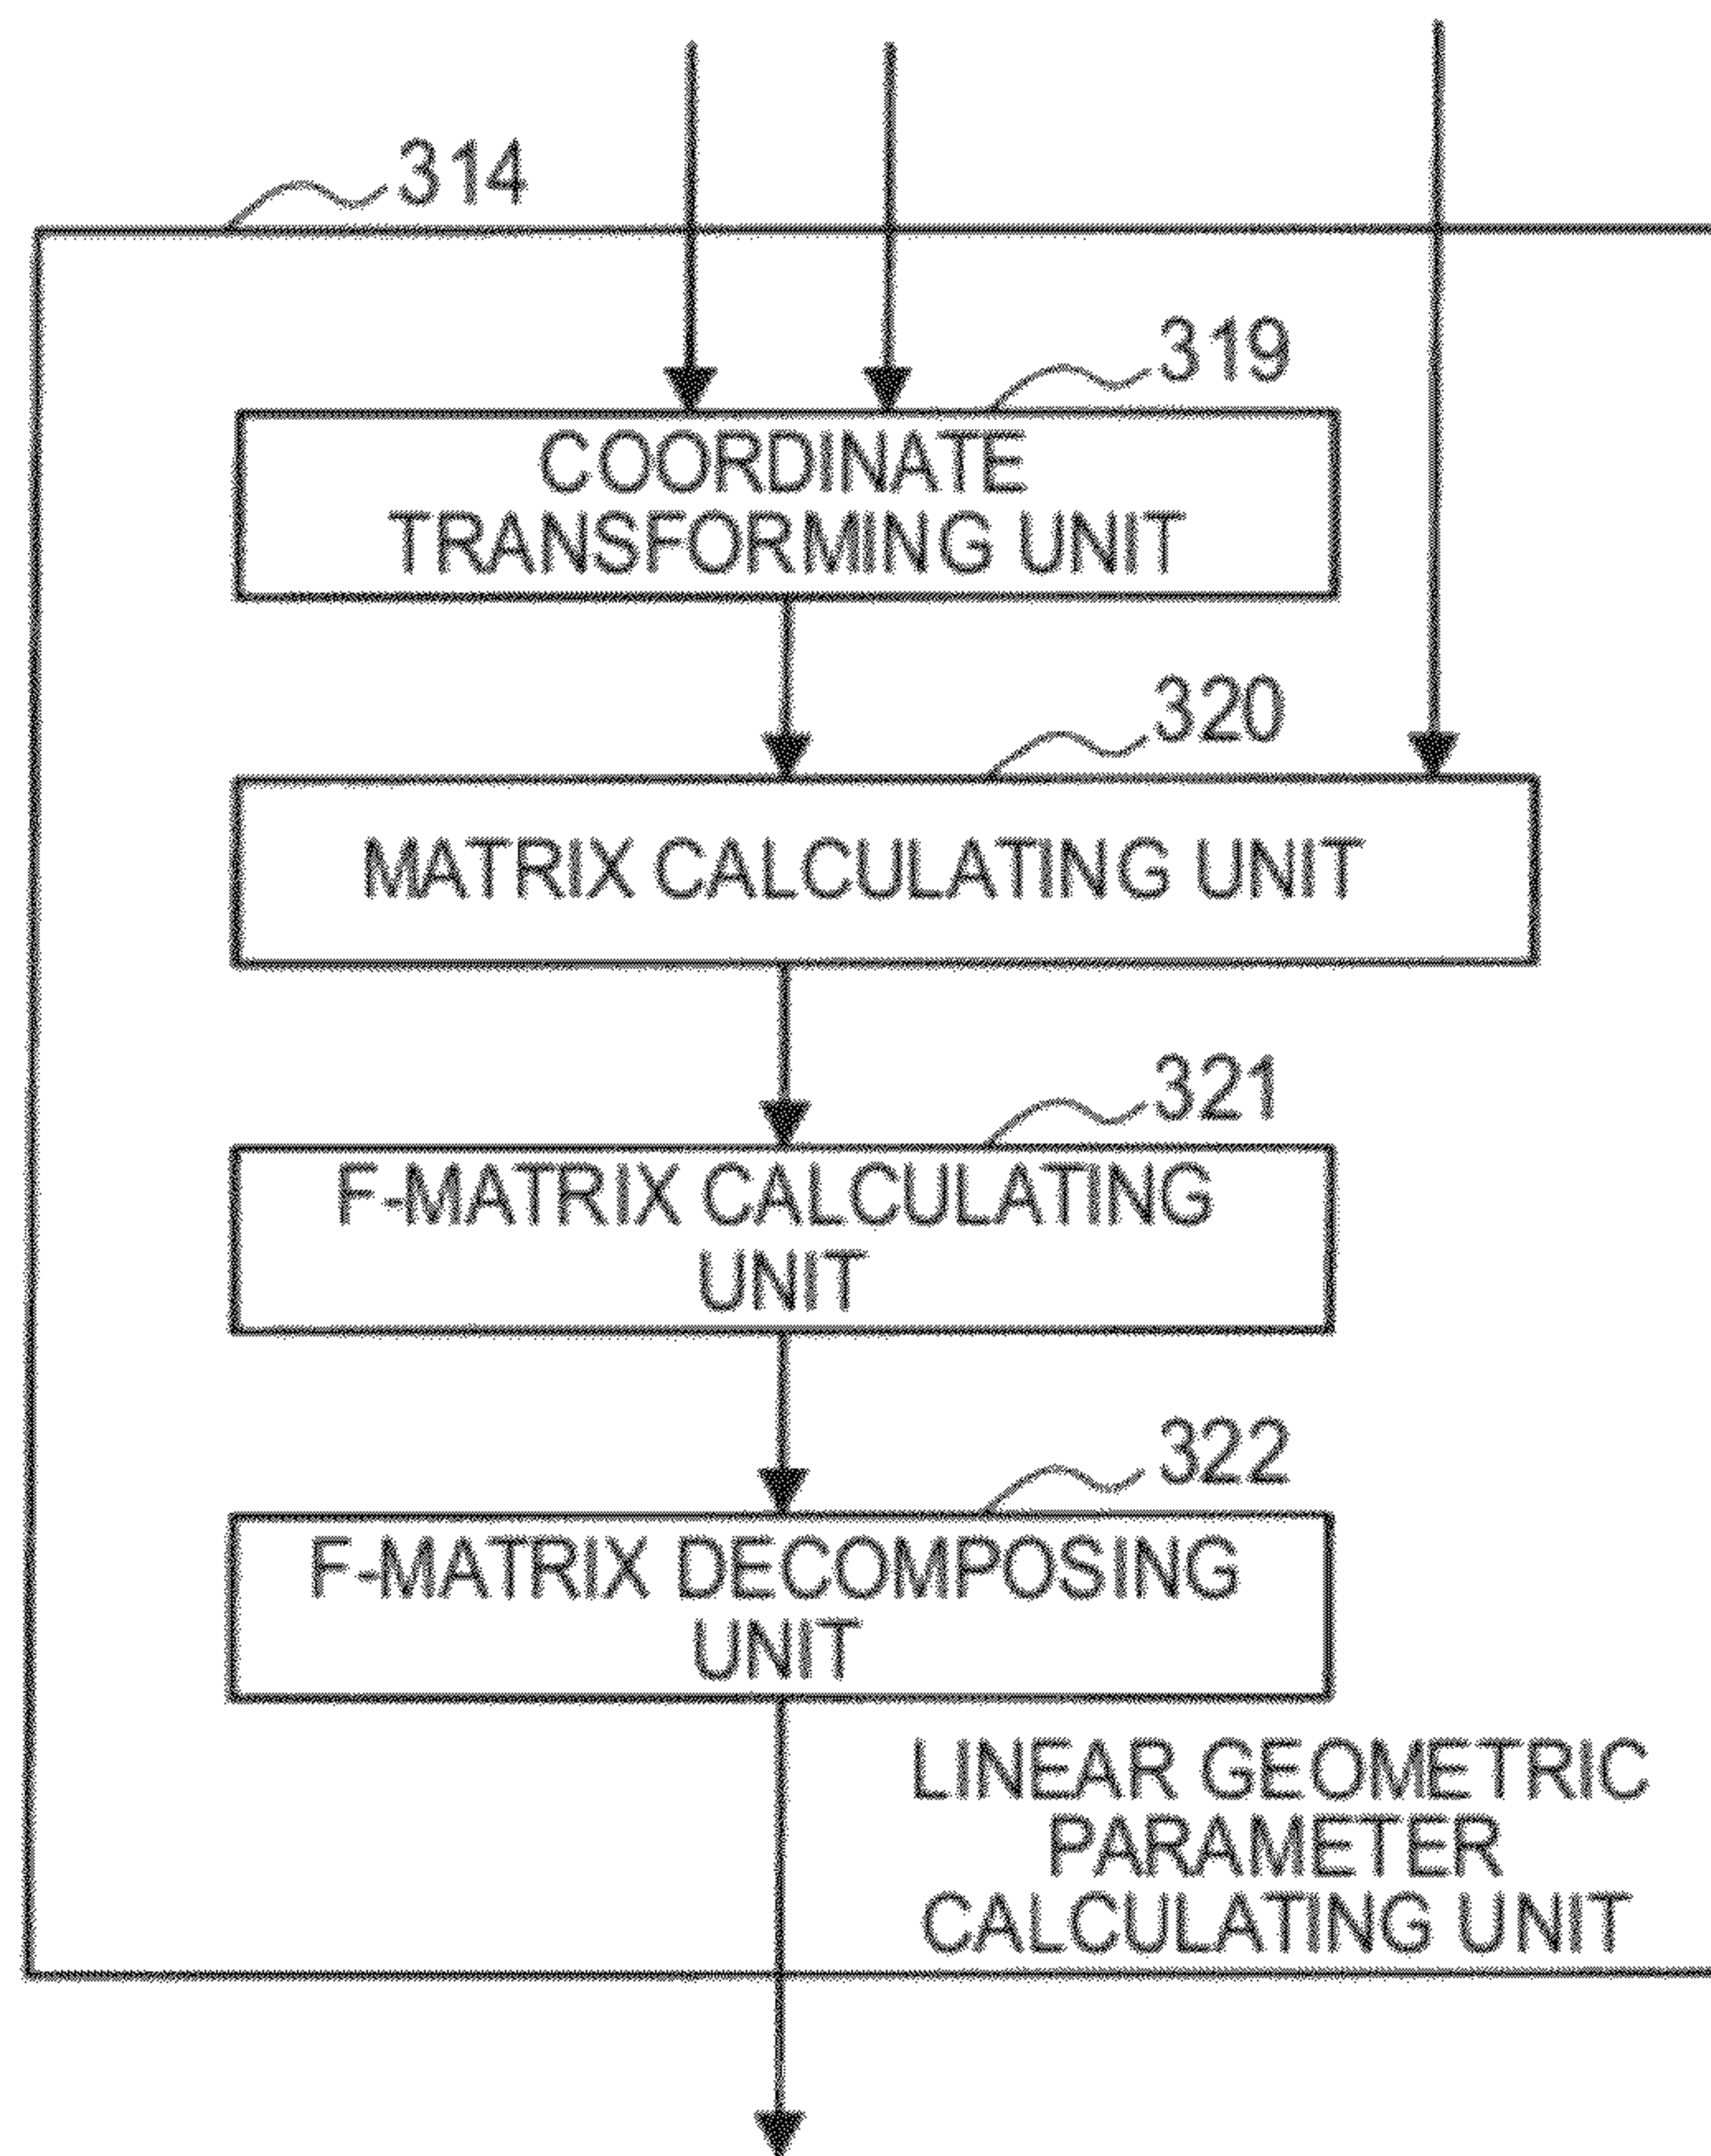 314
319
COORDINATE
TRANSFORMING UNIT
320
MATRIX CALCULATING UNIT
321
F-MATRIX CALCULATING
UNIT
322
F-MATRIX DECOMPOSING
UNIT
LINEAR GEOMETRIC
PARAMETER
CALCULATING UNIT